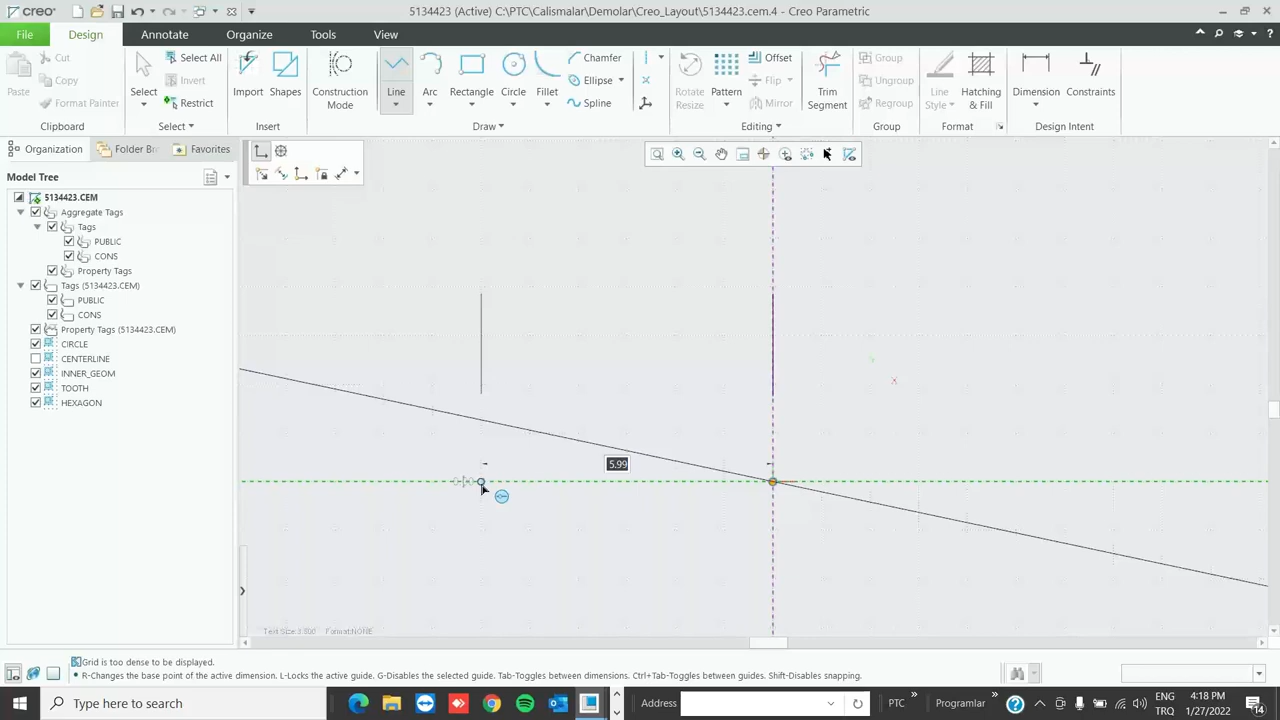 creo
5134423 (Active) C:\PTC\Calismalar\Demolar\Creo_Layout\5134423.cem.4 - Creo Parametric
File
Design
Annotate
Organize
Tools
View
Paste
Cut
Copy
Format Painter
Clipboard
Select
Select All
Invert
Restrict
Select
Import
Shapes
Insert
Construction
Mode
Line
Arc
Rectangle
Circle
Fillet
Chamfer
Ellipse
Spline
Draw
Rotate
Resize
Pattern
Offset
Flip
Mirror
Trim
Segment
Editing
Group
Ungroup
Regroup
Group
Line
Style
Hatching
& Fill
Format
Dimension
Constraints
Design Intent
Organization
Folder Br
Favorites
Model Tree
5134423.CEM
Aggregate Tags
Tags
PUBLIC
CONS
Property Tags
Tags (5134423.CEM)
PUBLIC
CONS
Property Tags (5134423.CEM)
CIRCLE
CENTERLINE
INNER_GEOM
TOOTH
HEXAGON
5.99
Text Size:3.800 Format:NONE
Grid is too dense to be displayed.
• R-Changes the base point of the active dimension. L-Locks the active guide. G-Disables the selected guide. Tab-Toggles between dimensions. Ctrl+Tab-Toggles between guides. Shift-Disables snapping.
Type here to search
Address
PTC
Programlar
ENG
TRQ
4:18 PM
1/27/2022
14